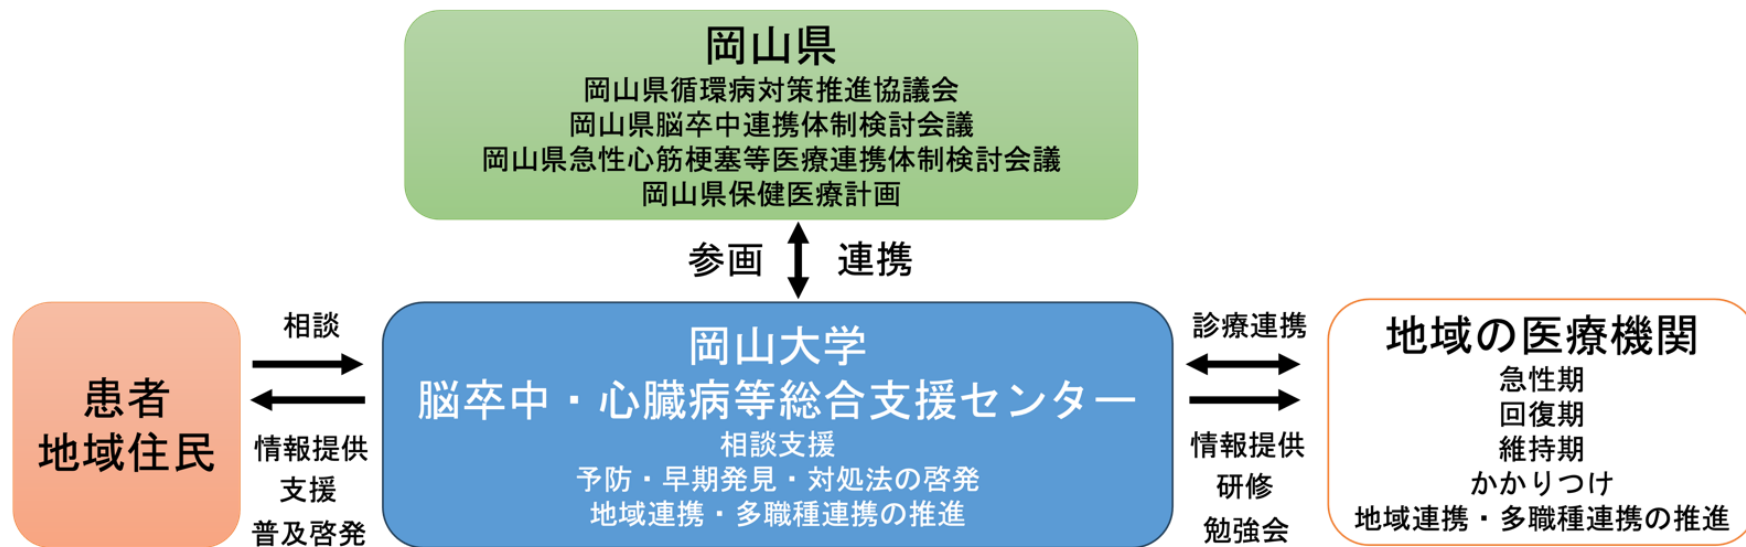 岡山県
岡山県循環病対策推進協議会
岡山県脳卒中連携体制検討会議
岡山県急性心筋梗塞等医療連携体制検討会議
岡山県保健医療計画
参画 連携
患者
地域住民
相談
情報提供
支援
普及啓発
岡山大学
脳卒中・心臓病等総合支援センター
相談支援
予防・早期発見・対処法の啓発
地域連携・多職種連携の推進
診療連携
情報提供
研修
勉強会
地域の医療機関
急性期
回復期
維持期
かかりつけ
地域連携・多職種連携の推進